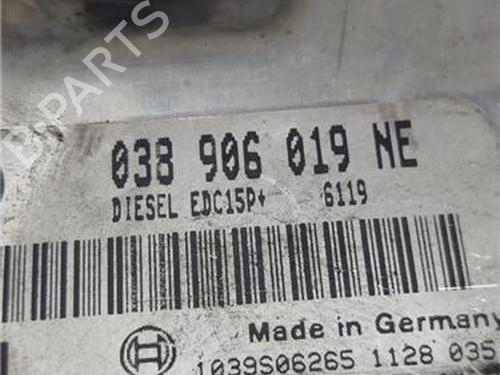 B-PARTS
038 906 019 NE
DIESEL EDC15P+ 6119
Made in Germany
1039S06265 1128 035